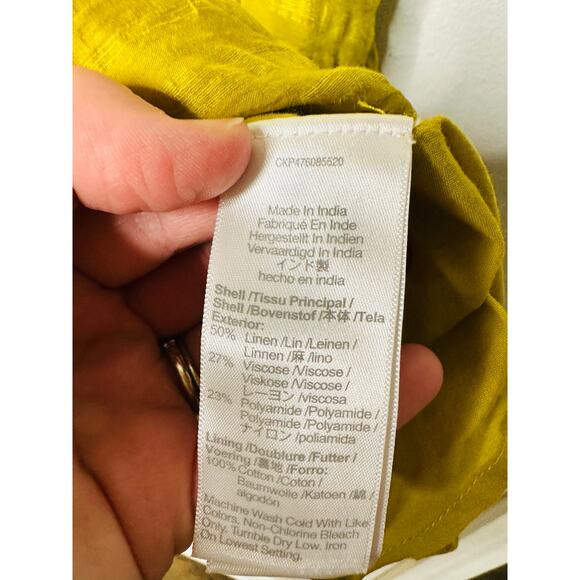 CKP476085520
Made In India
Fabriqué En Inde
Hergestellt In Indien
Vervaardigd In India
インド製
hecho en india
Shell /Tissu Principal /
Shell /Bovenstof /本体 /Tela
Exterior:
50% Linen /Lin /Leinen /
Linnen /麻 /lino
27% Viscose /Viscose /
Viskose /Viscose /
レーヨン /viscosa
23% Polyamide /Polyamide /
Polyamide /Polyamide /
ナイロン /poliamida
Lining /Doublure /Futter /
Voering /裏地 /Forro:
100% Cotton /Coton /
Baumwolle /Katoen /綿 /
algodón
Machine Wash Cold With Like
Colors, Non-Chlorine Bleach
Only, Tumble Dry Low. Iron
On Lowest Setting.